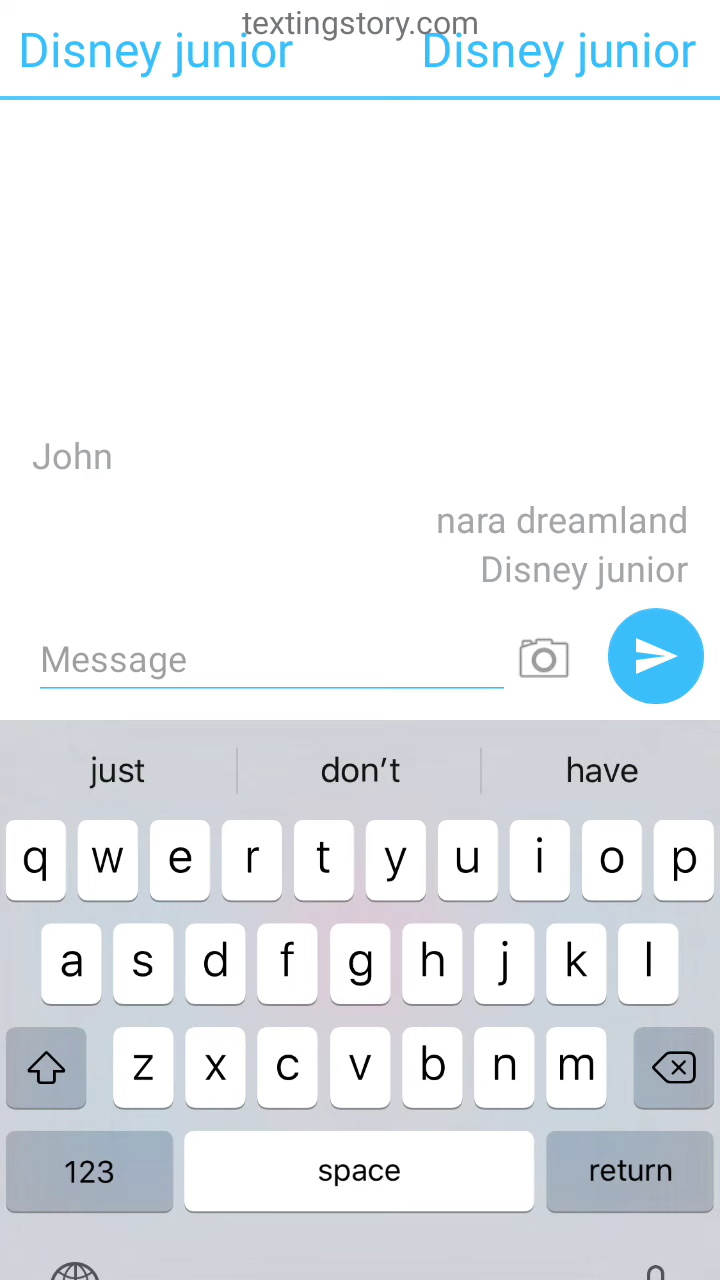 textingstory.com
Disney junior Disney junior
John
nara dreamland
Disney junior
Message
just don't have
q w e r t y u i o p
a s d f g h j k l
z x c v b n m
123 space return